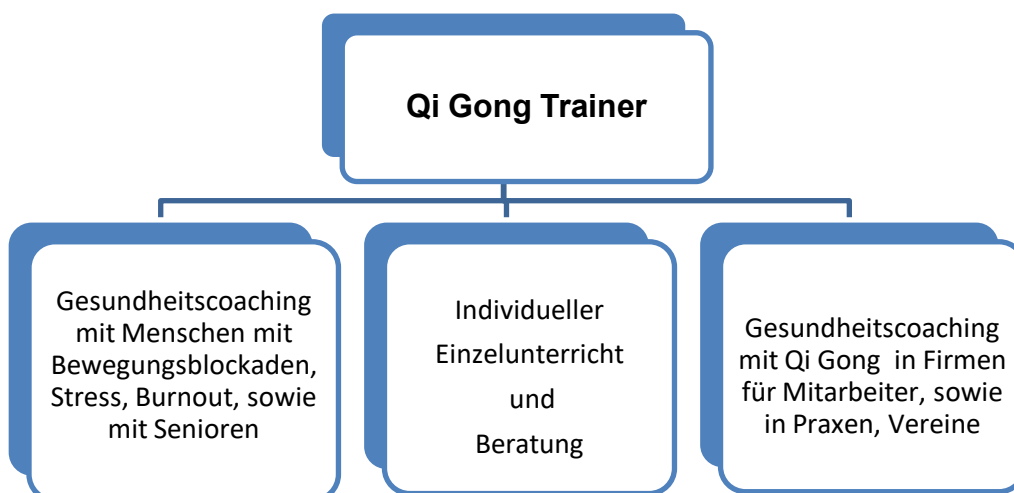 Qi Gong Trainer
Gesundheitscoaching
mit Menschen mit
Bewegungsblockaden,
Stress, Burnout, sowie
mit Senioren
Individueller
Einzelunterricht
und
Beratung
Gesundheitscoaching
mit Qi Gong  in Firmen
für Mitarbeiter, sowie
in Praxen, Vereine